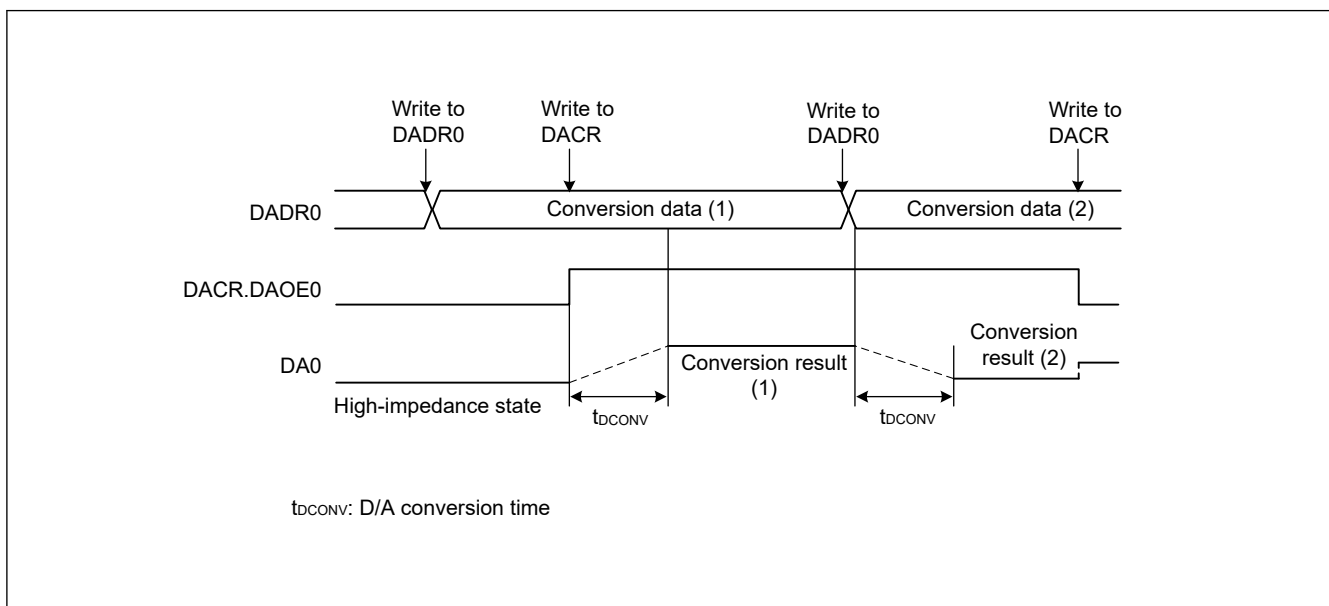 Write to
DADR0
Write to
DACR
Write to
DADR0
Write to
DACR
DADR0
Conversion data (1)
Conversion data (2)
DACR.DAOE0
DA0
Conversion result
(1)
Conversion
result (2)
High-impedance state
tDCONV
tDCONV
tDCONV: D/A conversion time